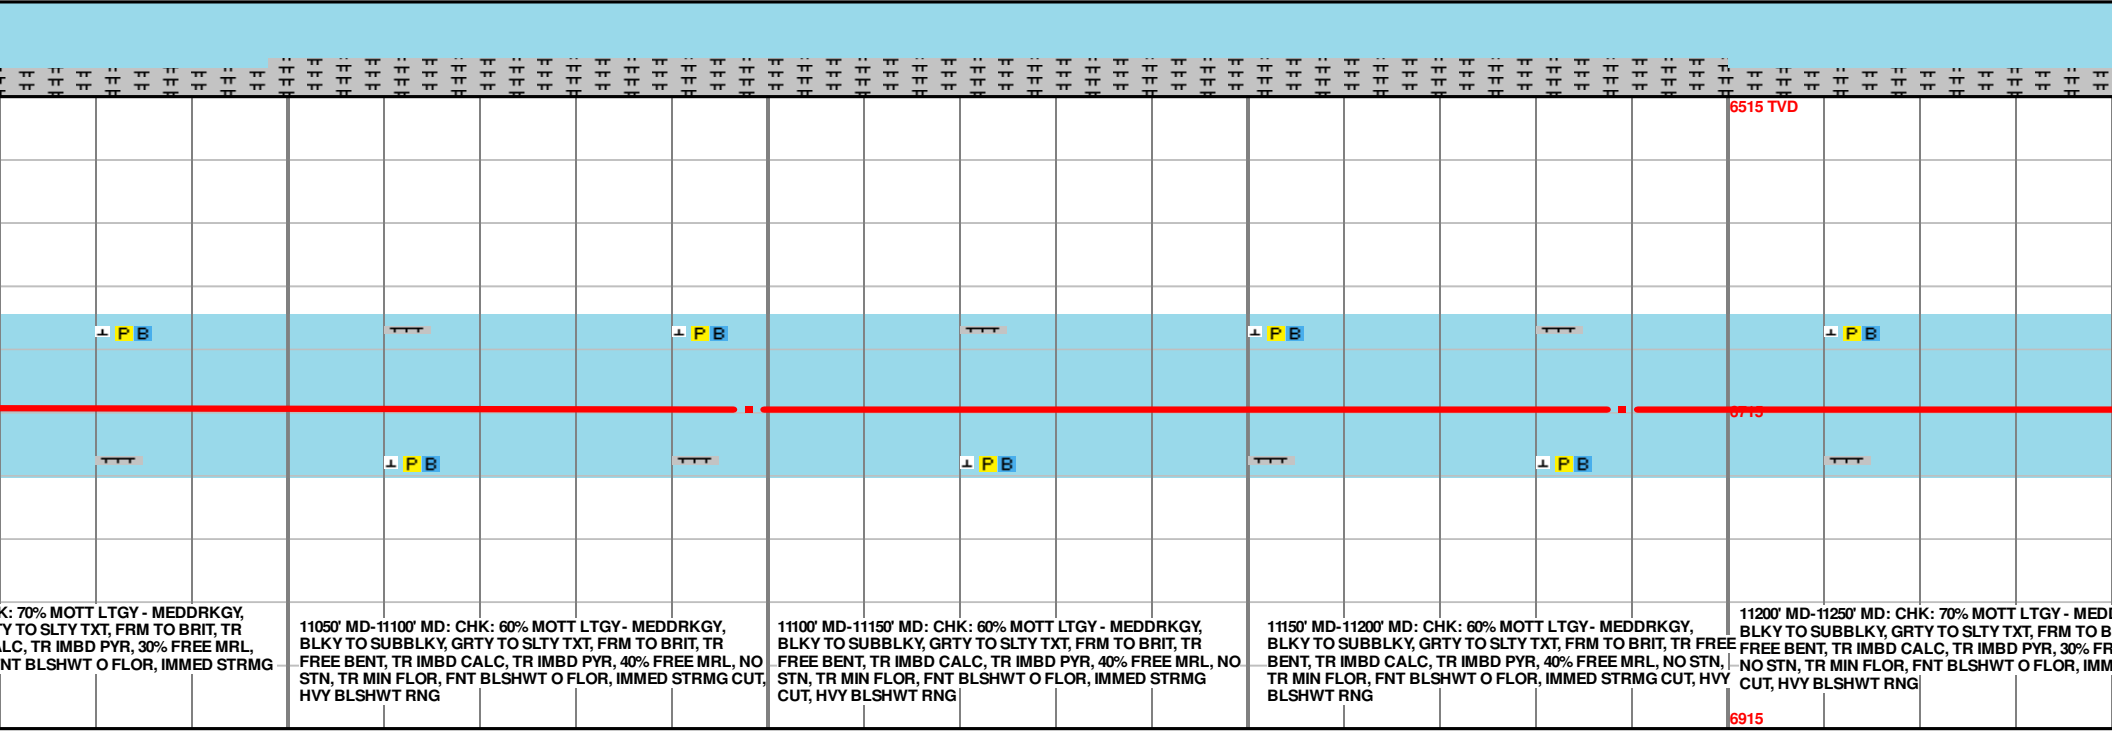 6515 TVD
P B
P B
P B
P B
6715
P B
P B
P B
K: 70% MOTT LTGY - MEDDRKGY,
TY TO SLTY TXT, FRM TO BRIT, TR
ALC, TR IMBD PYR, 30% FREE MRL,
NT BLSHWT O FLOR, IMMED STRMG
11050' MD-11100' MD: CHK: 60% MOTT LTGY - MEDDRKGY,
BLKY TO SUBBLKY, GRTY TO SLTY TXT, FRM TO BRIT, TR
FREE BENT, TR IMBD CALC, TR IMBD PYR, 40% FREE MRL, NO
STN, TR MIN FLOR, FNT BLSHWT O FLOR, IMMED STRMG CUT,
HVY BLSHWT RNG
11100' MD-11150' MD: CHK: 60% MOTT LTGY - MEDDRKGY,
BLKY TO SUBBLKY, GRTY TO SLTY TXT, FRM TO BRIT, TR
FREE BENT, TR IMBD CALC, TR IMBD PYR, 40% FREE MRL, NO
STN, TR MIN FLOR, FNT BLSHWT O FLOR, IMMED STRMG
CUT, HVY BLSHWT RNG
11150' MD-11200' MD: CHK: 60% MOTT LTGY - MEDDRKGY,
BLKY TO SUBBLKY, GRTY TO SLTY TXT, FRM TO BRIT, TR FREE
BENT, TR IMBD CALC, TR IMBD PYR, 40% FREE MRL, NO STN,
TR MIN FLOR, FNT BLSHWT O FLOR, IMMED STRMG CUT, HVY
BLSHWT RNG
11200' MD-11250' MD: CHK: 70% MOTT LTGY - MEDD
BLKY TO SUBBLKY, GRTY TO SLTY TXT, FRM TO B
FREE BENT, TR IMBD CALC, TR IMBD PYR, 30% FR
NO STN, TR MIN FLOR, FNT BLSHWT O FLOR, IMM
CUT, HVY BLSHWT RNG
6915